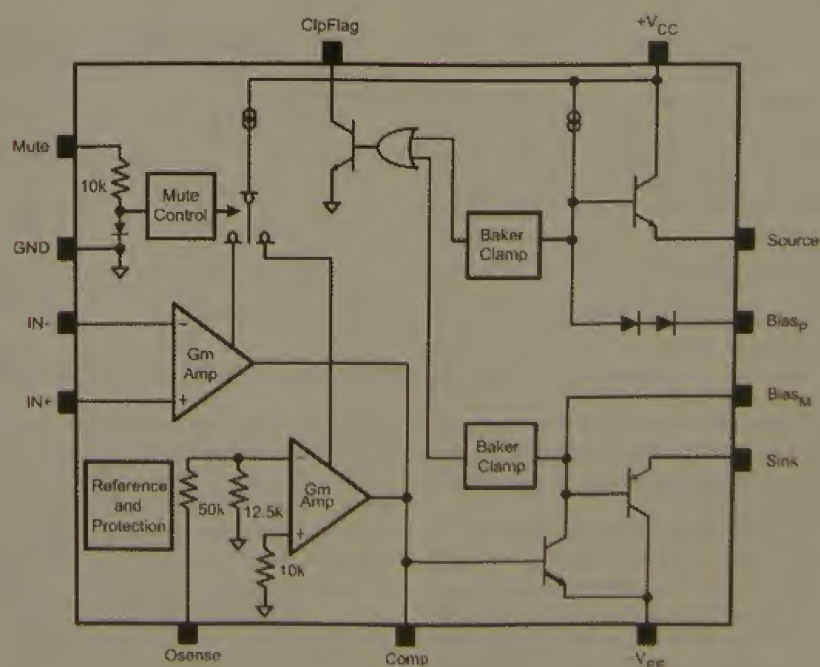 ClpFlag
+VCC
Mute
10k
Mute
Control
GND
Baker
Clamp
Source
BiasP
IN-
Gm
Amp
IN+
BiasM
Baker
Clamp
Sink
Reference
and
Protection
50k
12.5k
Gm
Amp
10k
Osense
Comp
-VEE